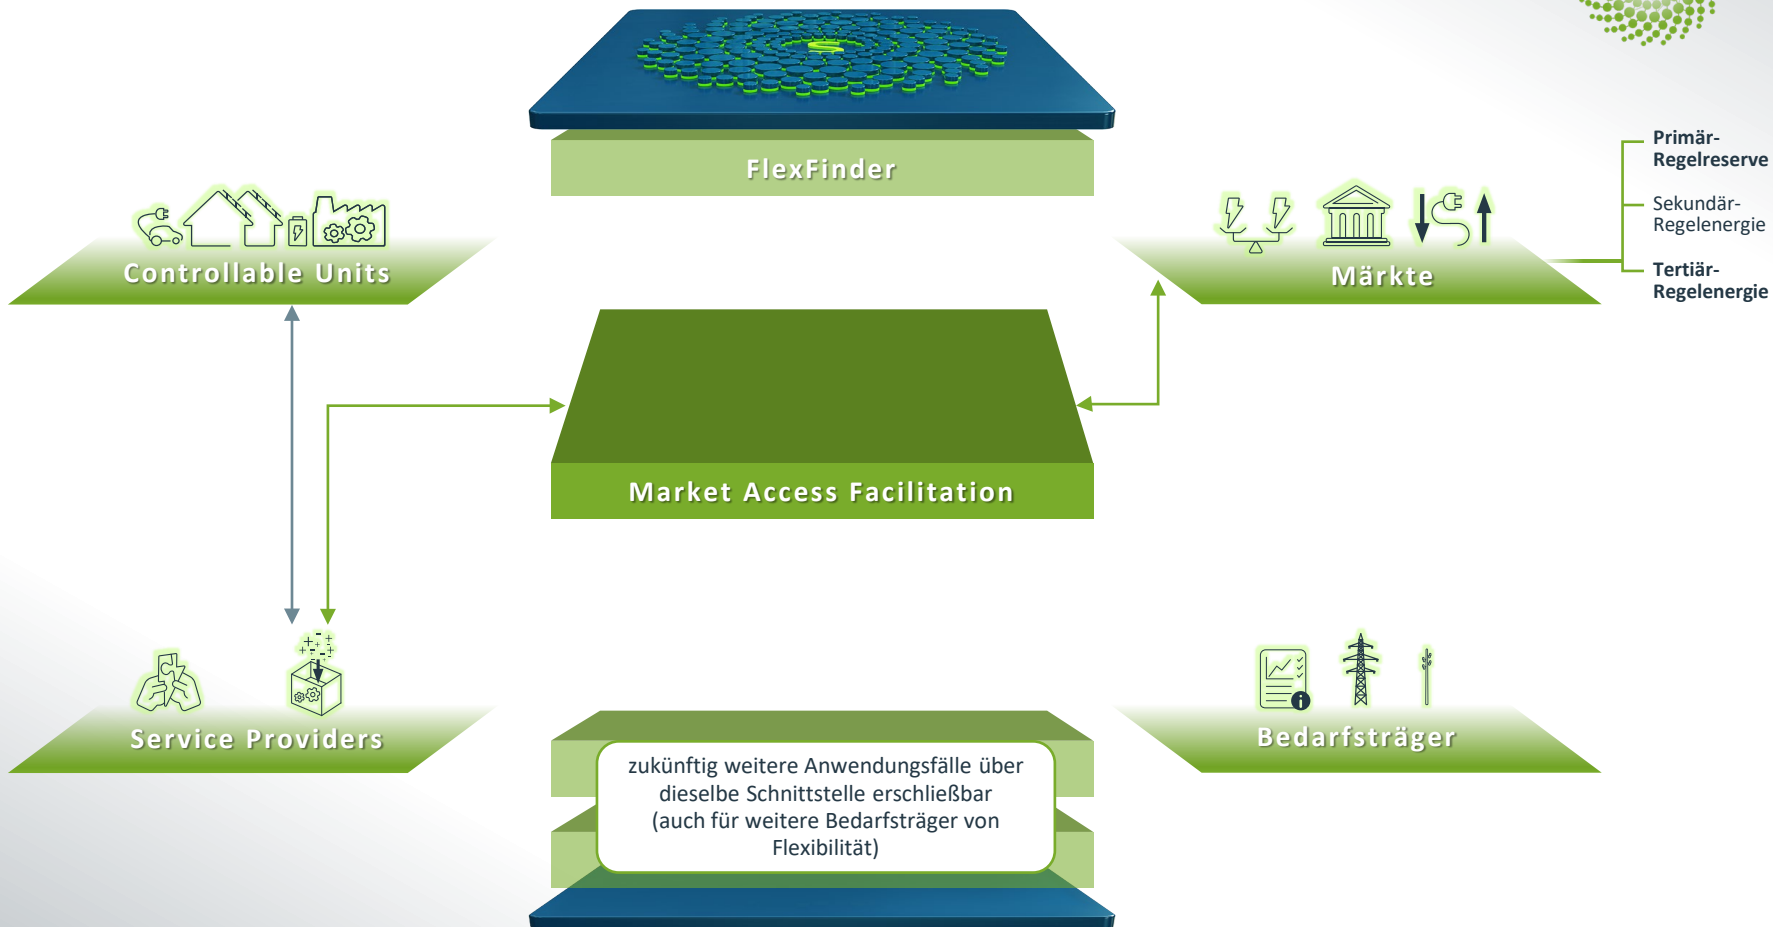 FlexFinder
Primär-
Regelreserve
Sekundär-
Regelenergie
Tertiär-
Regelenergie
Controllable Units
Märkte
Market Access Facilitation
Service Providers
Bedarfsträger
zukünftig weitere Anwendungsfälle über
dieselbe Schnittstelle erschließbar
(auch für weitere Bedarfsträger von
Flexibilität)